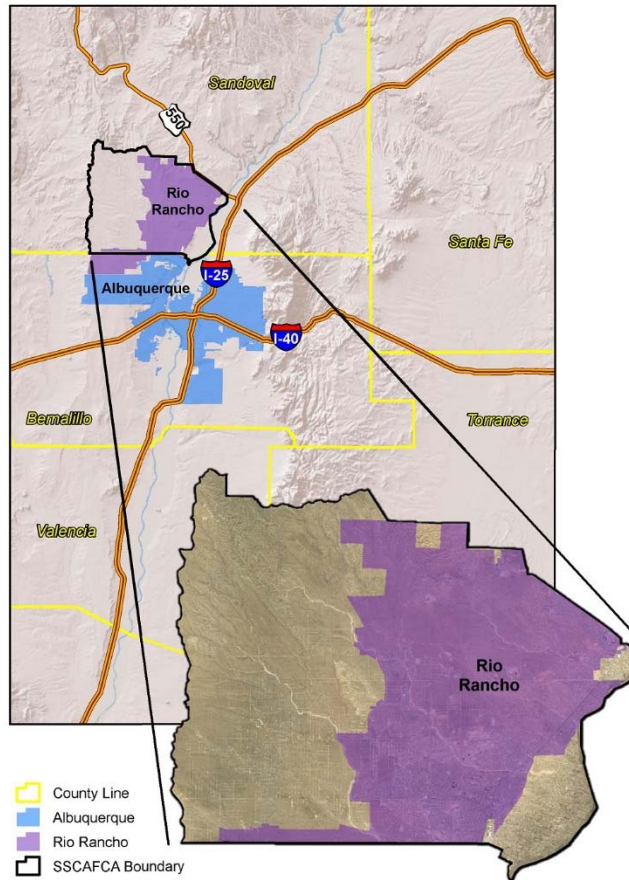 Sandoval
550
Rio
Rancho
Santa Fe
I-25
Albuquerque
I-40
Bernalillo
Torrance
Valencia
Rio
Rancho
County Line
Albuquerque
Rio Rancho
SSCAFCA Boundary